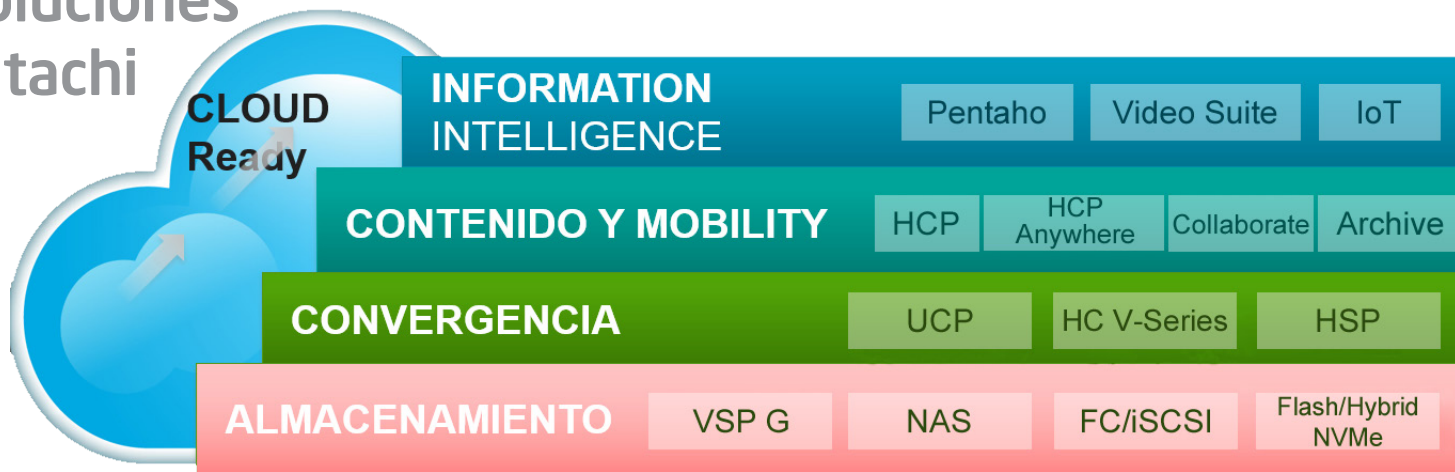 oluciones
tachi
CLOUD
Ready
INFORMATION
INTELLIGENCE
Pentaho
Video Suite
IoT
CONTENIDO Y MOBILITY
HCP
HCP
Anywhere
Collaborate
Archive
CONVERGENCIA
UCP
HC V-Series
HSP
ALMACENAMIENTO
VSP G
NAS
FC/iSCSI
Flash/Hybrid
NVMe